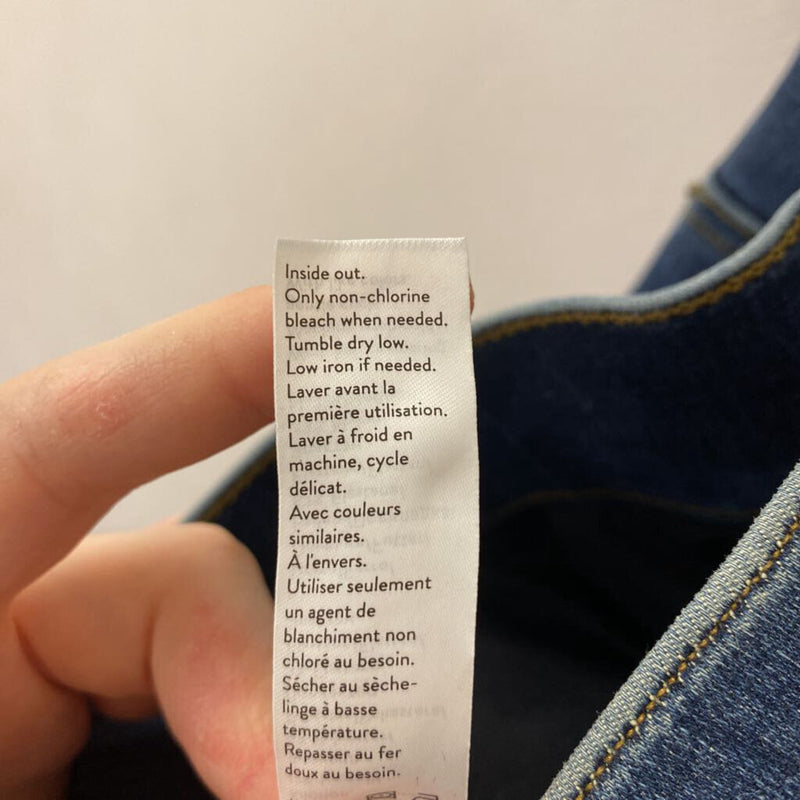 Inside out.
Only non-chlorine
bleach when needed.
Tumble dry low.
Low iron if needed.
Laver avant la
première utilisation.
Laver à froid en
machine, cycle
délicat.
Avec couleurs
similaires.
À l'envers.
Utiliser seulement
un agent de
blanchiment non
chloré au besoin.
Sécher au sèche-
linge à basse
température.
Repasser au fer
doux au besoin.